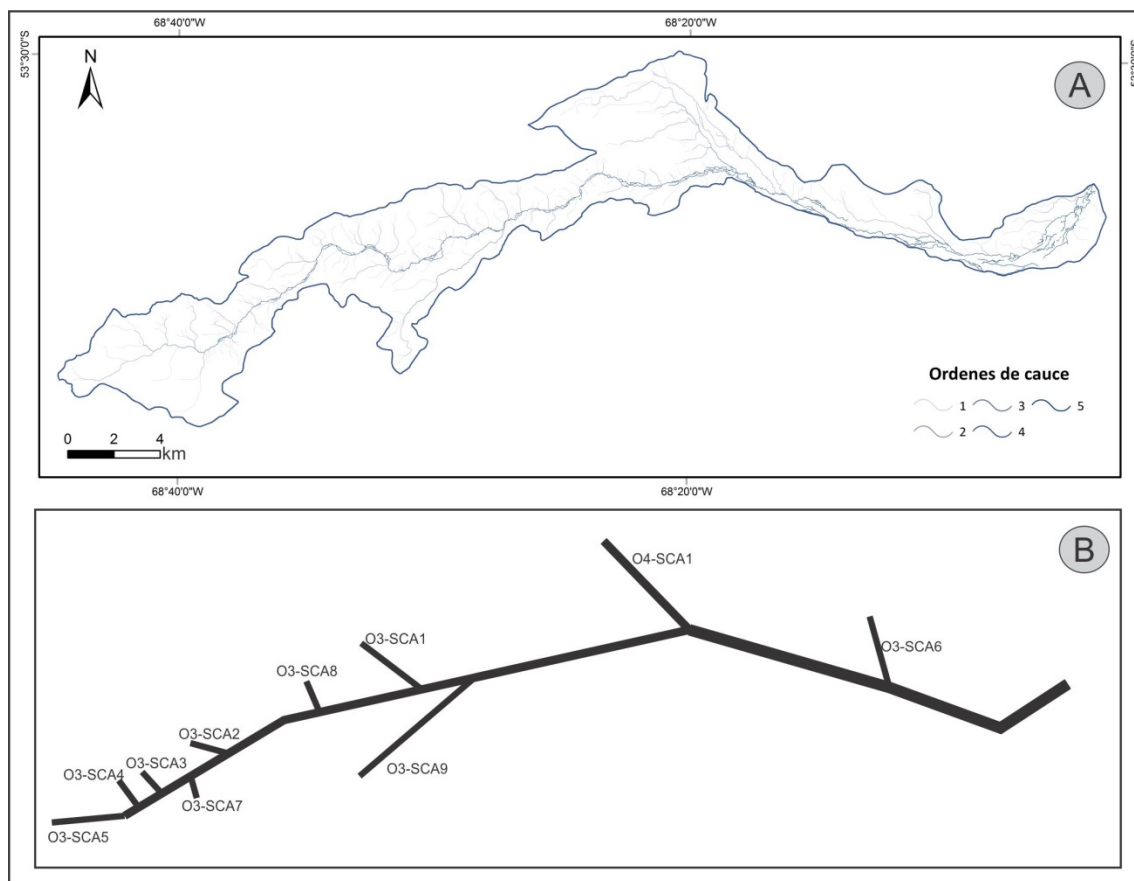 68°40'0"W
68°20'0"W
53°30'0"S
N
A
Ordenes de cauce
1
3
5
2
4
0
2
4
km
68°40'0"W
68°20'0"W
B
O4-SCA1
O3-SCA1
O3-SCA6
O3-SCA8
O3-SCA2
O3-SCA3
O3-SCA4
O3-SCA9
O3-SCA7
O3-SCA5